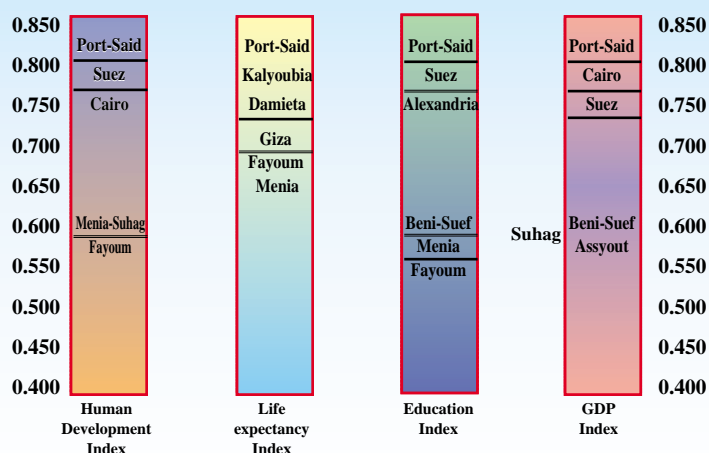 0.850
0.800
0.750
0.700
0.650
0.600
0.550
0.500
0.450
0.400
Port-Said
Suez
Cairo
Menia-Suhag
Fayoum
Human
Development
Index
Port-Said
Kalyoubia
Damieta
Giza
Fayoum
Menia
Life
expectancy
Index
Port-Said
Suez
Alexandria
Beni-Suef
Menia
Fayoum
Education
Index
Port-Said
Cairo
Suez
Suhag
Beni-Suef
Assyout
GDP
Index
0.850
0.800
0.750
0.700
0.650
0.600
0.550
0.500
0.450
0.400